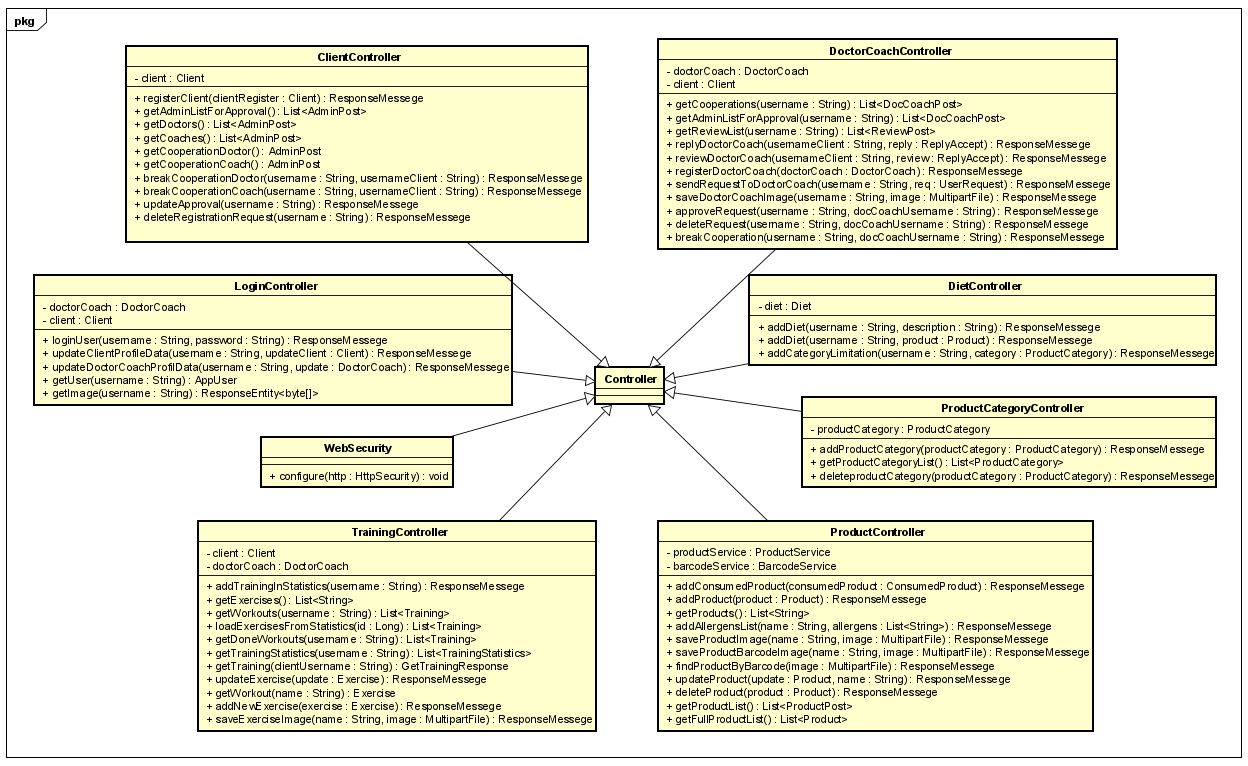 pkg
ClientController
- client : Client
+ registerClient(clientRegister : Client) : ResponseMessege
+ getAdminListForApproval() : List<AdminPost>
+ getDoctors() : List<AdminPost>
+ getCoaches() : List<AdminPost>
+ getCooperationDoctor() : AdminPost
+ getCooperationCoach() : AdminPost
+ breakCooperationDoctor(username : String, usernameClient : String) : ResponseMessege
+ breakCooperationCoach(username : String, usernameClient : String) : ResponseMessege
+ updateApproval(username : String) : ResponseMessege
+ deleteRegistrationRequest(username : String) : ResponseMessege
DoctorCoachController
- doctorCoach : DoctorCoach
- client : Client
+ getCooperations(username : String) : List<DocCoachPost>
+ getAdminListForApproval(username : String) : List<DocCoachPost>
+ getReviewList(username : String) : List<ReviewPost>
+ replyDoctorCoach(usernameClient : String, reply : ReplyAccept) : ResponseMessege
+ reviewDoctorCoach(usernameClient : String, review : ReplyAccept) : ResponseMessege
+ registerDoctorCoach(doctorCoach : DoctorCoach) : ResponseMessege
+ sendRequestToDoctorCoach(username : String, req : UserRequest) : ResponseMessege
+ saveDoctorCoachImage(username : String, image : MultipartFile) : ResponseMessege
+ approveRequest(username : String, docCoachUsername : String) : ResponseMessege
+ deleteRequest(username : String, docCoachUsername : String) : ResponseMessege
+ breakCooperation(username : String, docCoachUsername : String) : ResponseMessege
LoginController
- doctorCoach : DoctorCoach
- client : Client
+ loginUser(username : String, password : String) : ResponseMessege
+ updateClientProfileData(username : String, updateClient : Client) : ResponseMessege
+ updateDoctorCoachProfilData(username : String, update : DoctorCoach) : ResponseMessege
+ getUser(username : String) : AppUser
+ getImage(username : String) : ResponseEntity<byte[]>
DietController
- diet : Diet
+ addDiet(username : String, description : String) : ResponseMessege
+ addDiet(username : String, product : Product) : ResponseMessege
+ addCategoryLimitation(username : String, category : ProductCategory) : ResponseMessege
Controller
ProductCategoryController
- productCategory : ProductCategory
+ addProductCategory(productCategory : ProductCategory) : ResponseMessege
+ getProductCategoryList() : List<ProductCategory>
+ deleteproductCategory(productCategory : ProductCategory) : ResponseMessege
WebSecurity
+ configure(http : HttpSecurity) : void
TrainingController
- client : Client
- doctorCoach : DoctorCoach
+ addTrainingInStatistics(username : String) : ResponseMessege
+ getExercises() : List<String>
+ getWorkouts(username : String) : List<Training>
+ loadExercisesFromStatistics(id : Long) : List<Training>
+ getDoneWorkouts(username : String) : List<Training>
+ getTrainingStatistics(username : String) : List<TrainingStatistics>
+ getTraining(clientUsername : String) : GetTrainingResponse
+ updateExercise(update : Exercise) : ResponseMessege
+ getWorkout(name : String) : Exercise
+ addNewExercise(exercise : Exercise) : ResponseMessege
+ saveExerciseImage(name : String, image : MultipartFile) : ResponseMessege
ProductController
- productService : ProductService
- barcodeService : BarcodeService
+ addConsumedProduct(consumedProduct : ConsumedProduct) : ResponseMessege
+ addProduct(product : Product) : ResponseMessege
+ getProducts() : List<String>
+ addAllergensList(name : String, allergens : List<String>) : ResponseMessege
+ saveProductImage(name : String, image : MultipartFile) : ResponseMessege
+ saveProductBarcodeImage(name : String, image : MultipartFile) : ResponseMessege
+ findProductByBarcode(image : MultipartFile) : ResponseMessege
+ updateProduct(update : Product, name : String) : ResponseMessege
+ deleteProduct(product : Product) : ResponseMessege
+ getProductList() : List<ProductPost>
+ getFullProductList() : List<Product>